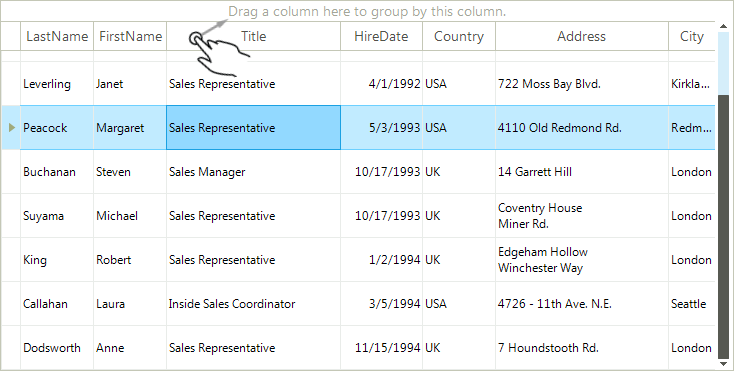 Drag a column here to group by this column.
LastName FirstName Title HireDate Country Address City
Leverling Janet Sales Representative 4/1/1992 USA 722 Moss Bay Blvd. Kirkla...
Peacock Margaret Sales Representative 5/3/1993 USA 4110 Old Redmond Rd. Redm...
Buchanan Steven Sales Manager 10/17/1993 UK 14 Garrett Hill London
Suyama Michael Sales Representative 10/17/1993 UK Coventry House London
Miner Rd.
King Robert Sales Representative 1/2/1994 UK Edgeham Hollow London
Winchester Way
Callahan Laura Inside Sales Coordinator 3/5/1994 USA 4726 - 11th Ave. N.E. Seattle
Dodsworth Anne Sales Representative 11/15/1994 UK 7 Houndstooth Rd. London